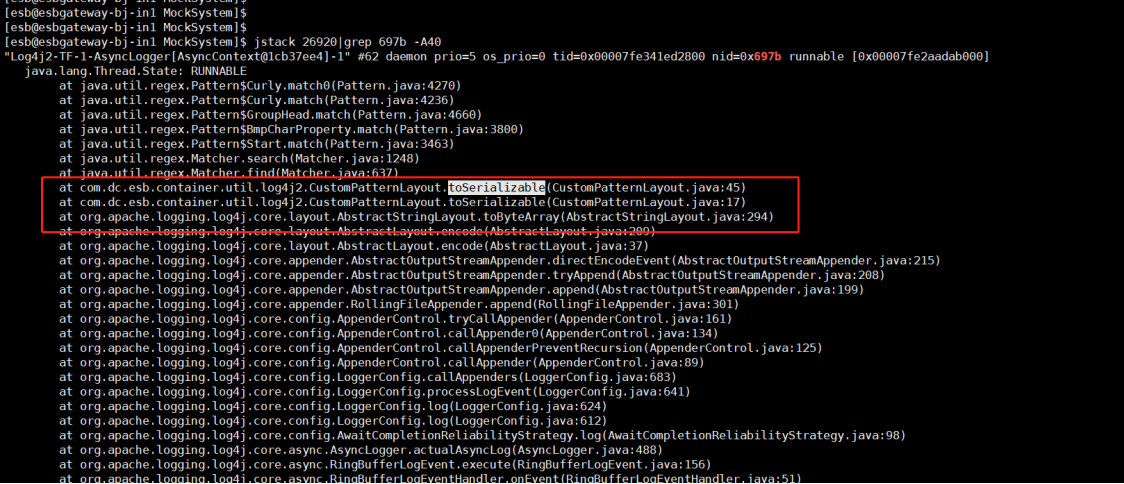 [esb@esbgateway-bj-in1 MockSystem]$
[esb@esbgateway-bj-in1 MockSystem]$
[esb@esbgateway-bj-in1 MockSystem]$
[esb@esbgateway-bj-in1 MockSystem]$ jstack 26920|grep 697b -A40
"Log4j2-TF-1-AsyncLogger[AsyncContext@1cb37ee4]-1" #62 daemon prio=5 os_prio=0 tid=0x00007fe341ed2800 nid=0x697b runnable [0x00007fe2aadab000]
java.lang.Thread.State: RUNNABLE
at java.util.regex.Pattern$Curly.match0(Pattern.java:4270)
at java.util.regex.Pattern$Curly.match(Pattern.java:4236)
at java.util.regex.Pattern$GroupHead.match(Pattern.java:4660)
at java.util.regex.Pattern$BmpCharProperty.match(Pattern.java:3800)
at java.util.regex.Pattern$Start.match(Pattern.java:3463)
at java.util.regex.Matcher.search(Matcher.java:1248)
at java.util.regex.Matcher.find(Matcher.java:637)
at com.dc.esb.container.util.log4j2.CustomPatternLayout.toSerializable(CustomPatternLayout.java:45)
at com.dc.esb.container.util.log4j2.CustomPatternLayout.toSerializable(CustomPatternLayout.java:17)
at org.apache.logging.log4j.core.layout.AbstractStringLayout.toByteArray(AbstractStringLayout.java:294)
at org.apache.logging.log4j.core.layout.AbstractLayout.encode(AbstractLayout.java:209)
at org.apache.logging.log4j.core.layout.AbstractLayout.encode(AbstractLayout.java:37)
at org.apache.logging.log4j.core.appender.AbstractOutputStreamAppender.directEncodeEvent(AbstractOutputStreamAppender.java:215)
at org.apache.logging.log4j.core.appender.AbstractOutputStreamAppender.tryAppend(AbstractOutputStreamAppender.java:208)
at org.apache.logging.log4j.core.appender.AbstractOutputStreamAppender.append(AbstractOutputStreamAppender.java:199)
at org.apache.logging.log4j.core.appender.RollingFileAppender.append(RollingFileAppender.java:301)
at org.apache.logging.log4j.core.config.AppenderControl.tryCallAppender(AppenderControl.java:161)
at org.apache.logging.log4j.core.config.AppenderControl.callAppender0(AppenderControl.java:134)
at org.apache.logging.log4j.core.config.AppenderControl.callAppenderPreventRecursion(AppenderControl.java:125)
at org.apache.logging.log4j.core.config.AppenderControl.callAppender(AppenderControl.java:89)
at org.apache.logging.log4j.core.config.LoggerConfig.callAppenders(LoggerConfig.java:683)
at org.apache.logging.log4j.core.config.LoggerConfig.processLogEvent(LoggerConfig.java:641)
at org.apache.logging.log4j.core.config.LoggerConfig.log(LoggerConfig.java:624)
at org.apache.logging.log4j.core.config.LoggerConfig.log(LoggerConfig.java:612)
at org.apache.logging.log4j.core.config.AwaitCompletionReliabilityStrategy.log(AwaitCompletionReliabilityStrategy.java:98)
at org.apache.logging.log4j.core.async.AsyncLogger.actualAsyncLog(AsyncLogger.java:488)
at org.apache.logging.log4j.core.async.RingBufferLogEvent.execute(RingBufferLogEvent.java:156)
at org.apache.logging.log4j.core.async.RingBufferLogEventHandler.onEvent(RingBufferLogEventHandler.java:51)